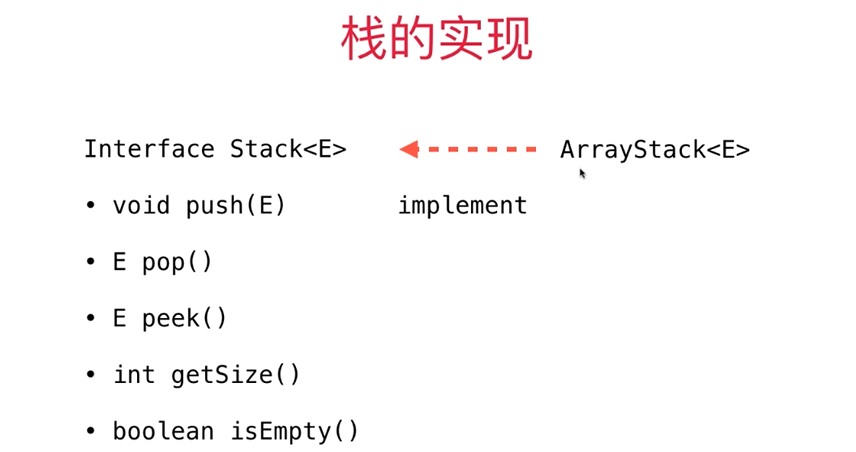 栈的实现
Interface Stack<E> ArrayStack<E>
• void push(E) implement
• E pop()
• E peek()
• int getSize()
• boolean isEmpty()